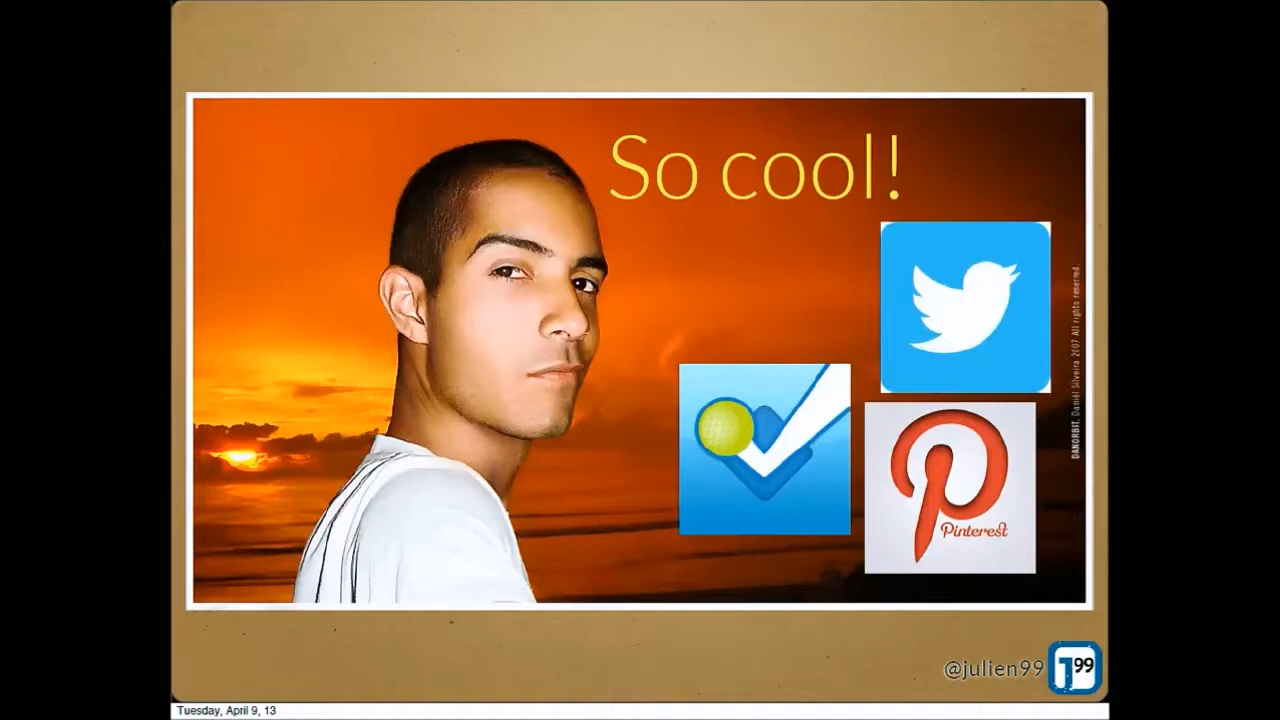 So cool!
DANORBIT. Daniel Silveira 2007 All rights reserved.
Pinterest
@julien99
T99
Tuesday, April 9, 13